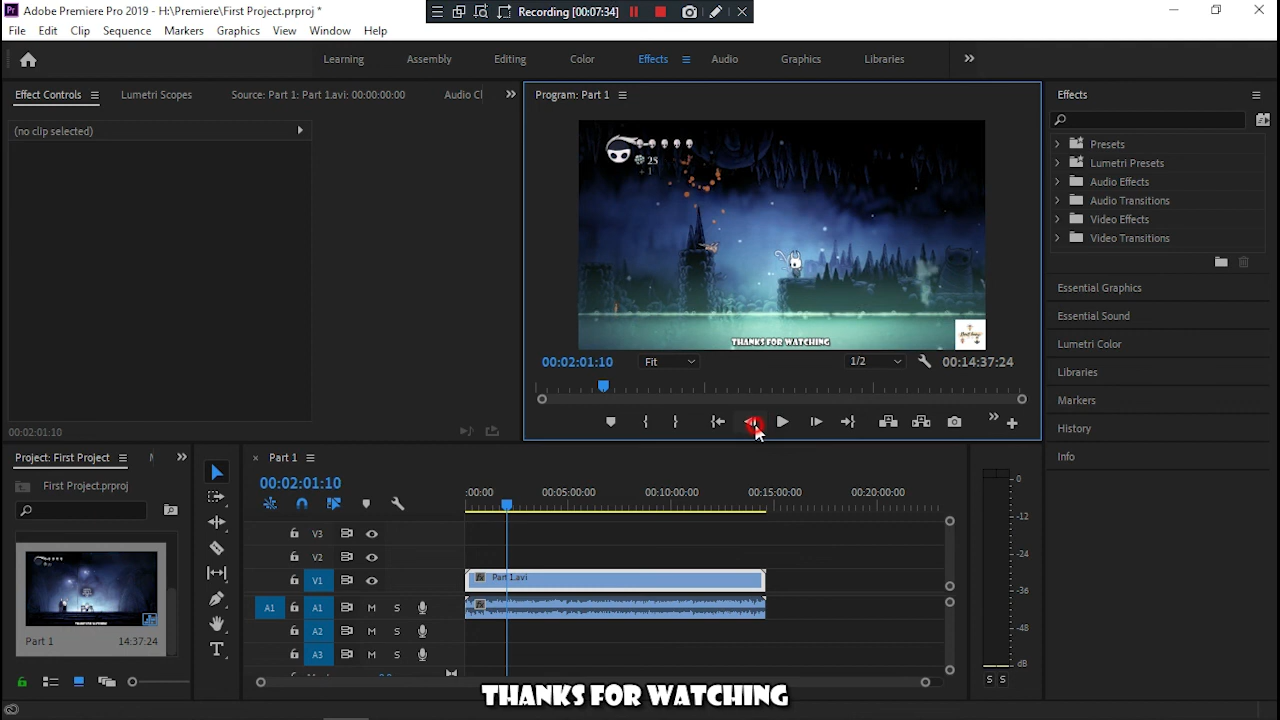 Adobe Premiere Pro 2019 - H:\Premiere\First Project.prproj *
Recording [00:07:34]
File Edit Clip Sequence Markers Graphics View Window Help
Learning Assembly Editing Color Effects Audio Graphics Libraries
Effect Controls Lumetri Scopes Source: Part 1: Part 1.avi: 00:00:00:00 Audio Cl
Program: Part 1
Effects
(no clip selected)
25
+ 1
THANKS FOR WATCHING
Presets
Lumetri Presets
Audio Effects
Audio Transitions
Video Effects
Video Transitions
Essential Graphics
Essential Sound
Lumetri Color
Libraries
Markers
History
Info
00:02:01:10 Fit 1/2 00:14:37:24
00:02:01:10
Project: First Project
First Project.prproj
Part 1 14:37:24
Part 1
00:02:01:10
:00:00 00:05:00:00 00:10:00:00 00:15:00:00 00:20:00:00
V3
V2
V1 Part 1.avi
A1 A1 M S
A2 M S
A3 M S
0
-12
-24
-36
-48
dB
S S
THANKS FOR WATCHING